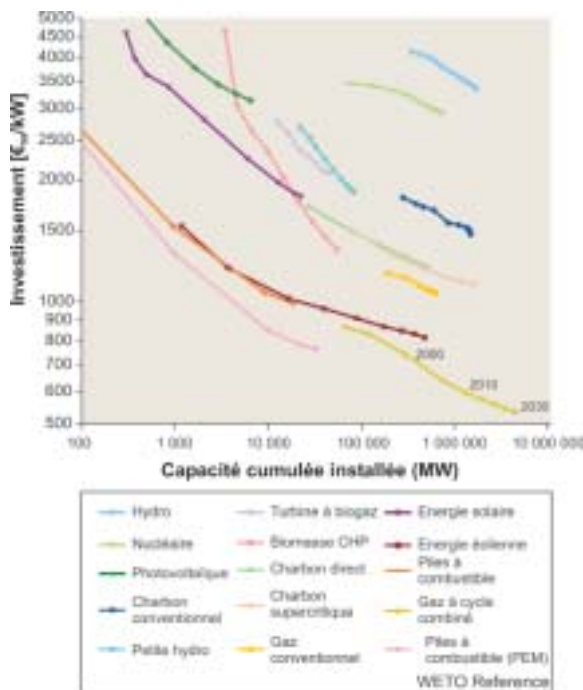 Investissement [€99/kW]
5000
4500
4000
3500
3000
2500
2000
1500
1000
900
800
700
600
500
2000
2010
2030
100
1 000
10 000
100 000
1 000 000
10 000 000
Capacité cumulée installée (MW)
Hydro
Turbine à biogaz
Energie solaire
Nucléaire
Biomasse CHP
Energie éolienne
Photovoltaïque
Charbon direct
Piles à
combustible
Charbon
conventionnel
Charbon
supercritique
Gaz à cycle
combiné
Petite hydro
Gaz
conventionnel
Piles à
combustible (PEM)
WETO Reference